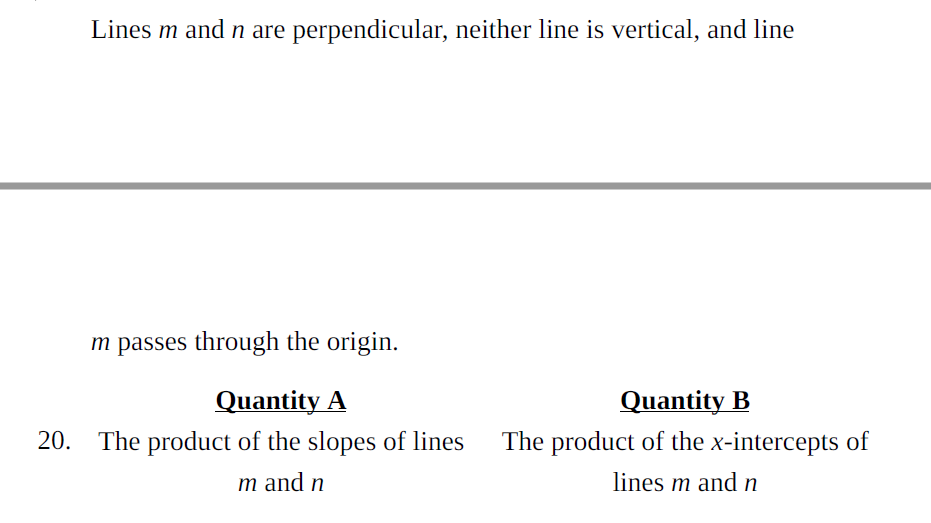 Lines m and n are perpendicular, neither line is vertical, and line
m passes through the origin.
Quantity A Quantity B
20. The product of the slopes of lines The product of the x-intercepts of
m and n lines m and n